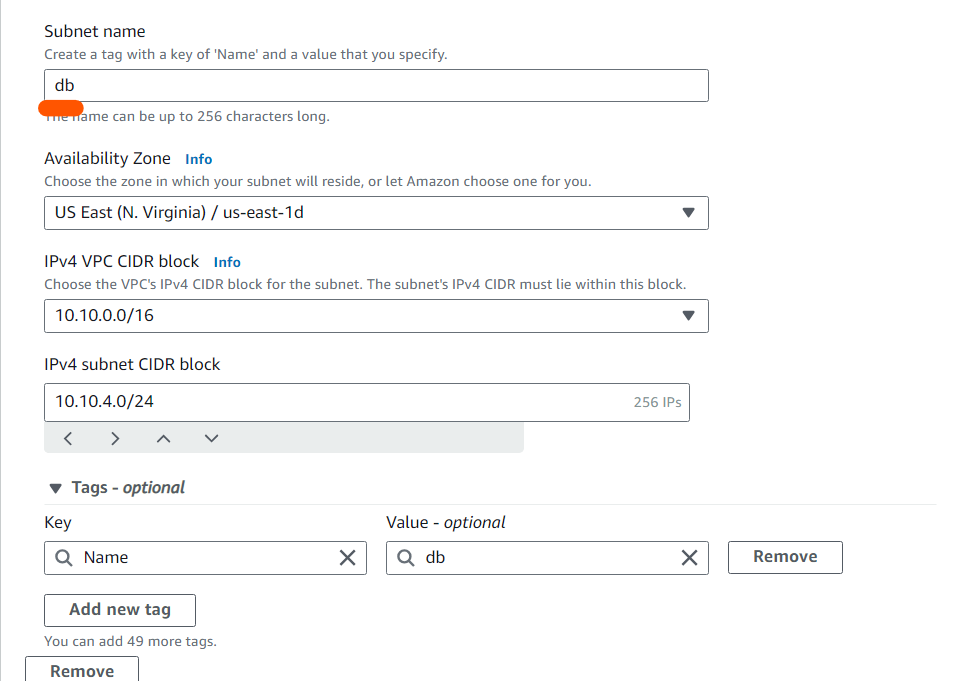 Subnet name
Create a tag with a key of 'Name' and a value that you specify.
db
The name can be up to 256 characters long.
Availability Zone Info
Choose the zone in which your subnet will reside, or let Amazon choose one for you.
US East (N. Virginia) / us-east-1d
IPv4 VPC CIDR block Info
Choose the VPC's IPv4 CIDR block for the subnet. The subnet's IPv4 CIDR must lie within this block.
10.10.0.0/16
IPv4 subnet CIDR block
10.10.4.0/24 256 IPs
Tags - optional
Key Value - optional
Name db Remove
Add new tag
You can add 49 more tags.
Remove